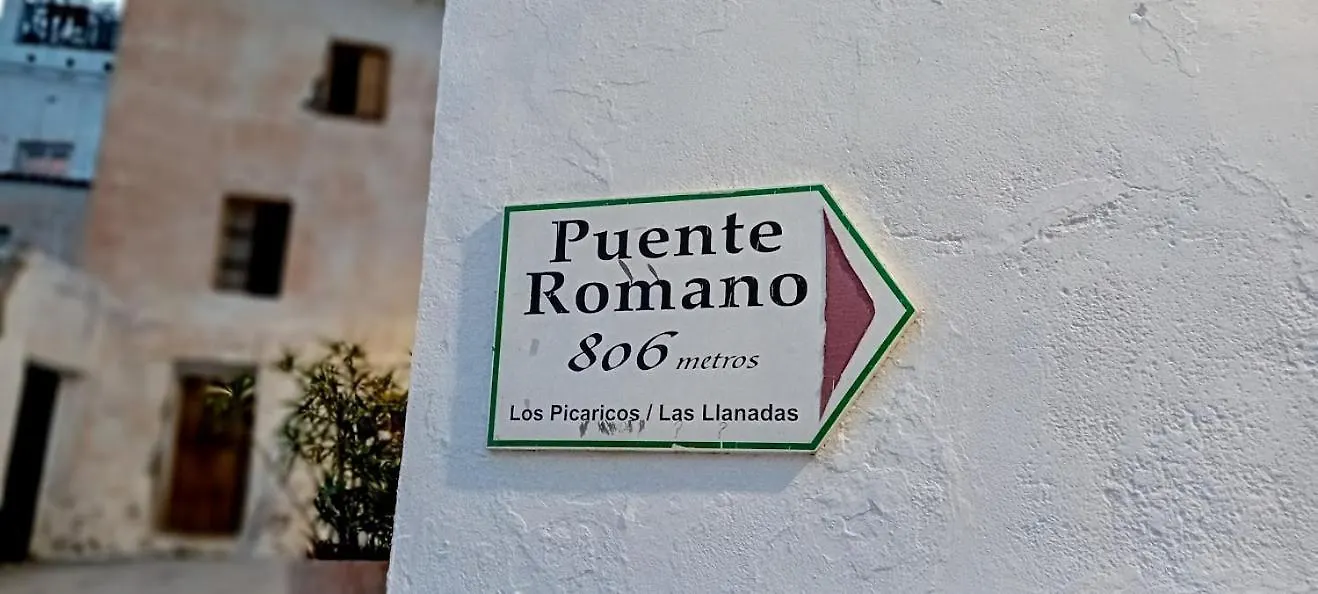 Puente
Romano
806 metros
Los Picaricos / Las Llanadas